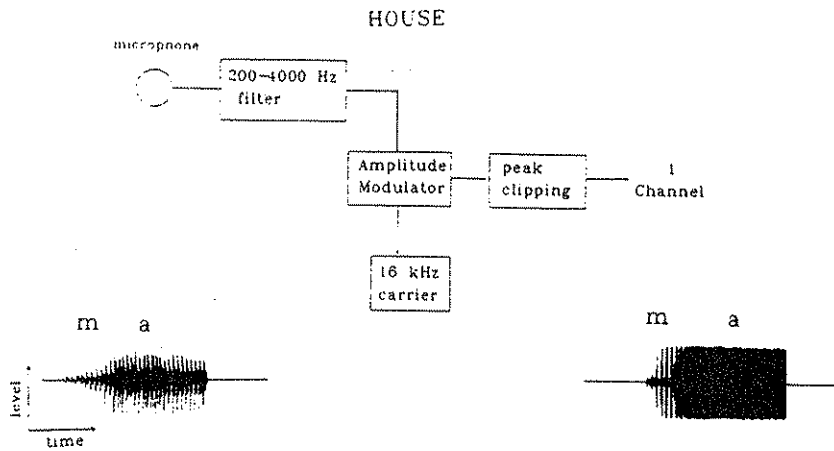 HOUSE
microphone
200-4000 Hz
filter
Amplitude
Modulator
peak
clipping
1
Channel
16 kHz
carrier
m a
m a
level
time